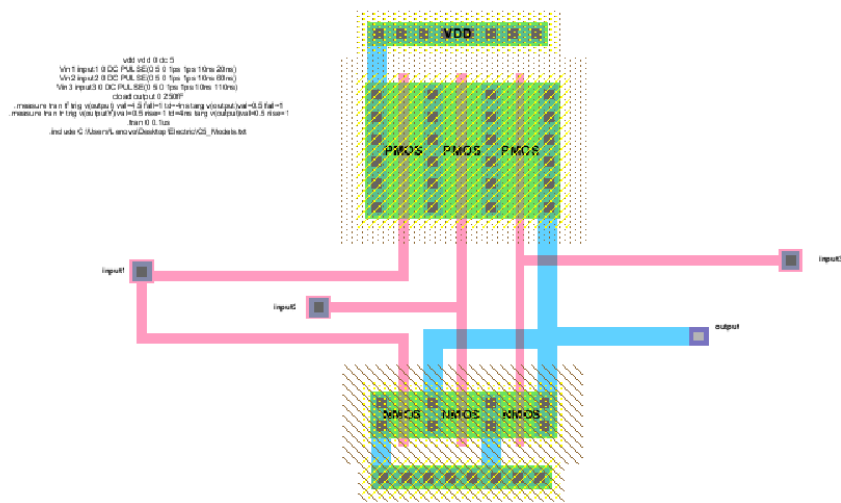 VDD
vdd vdd 0 dc 5
Vin1 input1 0 DC PULSE(0 5 0 1ps 1ps 10ns 20ns)
Vin2 input2 0 DC PULSE(0 5 0 1ps 1ps 10ns 60ns)
Vin3 input3 0 DC PULSE(0 5 0 1ps 1ps 10ns 110ns)
cload output 0 250fF
.measure tran tf trig v(output) val=4.5 fall=1 td=4ns targ v(output) val=0.5 fall=1
.measure tran tr trig v(output) val=0.5 rise=1 td=4ns targ v(output) val=0.5 rise=1
.tran 0 0.1us
.include C:\Users\Lenovo\Desktop\Electric\C5_Models.txt
PMOS PMOS PMOS
input1
input3
input2
output
NMOS NMOS NMOS